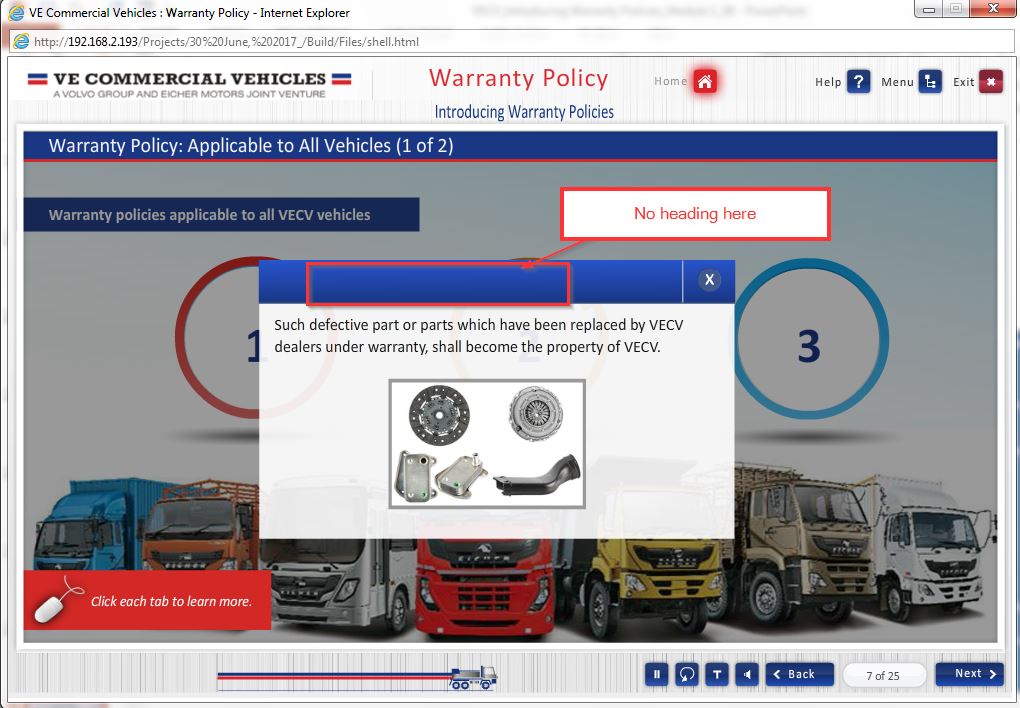 VE Commercial Vehicles : Warranty Policy - Internet Explorer
http://192.168.2.193/Projects/30%20June,%202017_/Build/Files/shell.html
VE COMMERCIAL VEHICLES
A VOLVO GROUP AND EICHER MOTORS JOINT VENTURE
Warranty Policy
Introducing Warranty Policies
Home
Help ?
Menu
Exit
Warranty Policy: Applicable to All Vehicles (1 of 2)
Warranty policies applicable to all VECV vehicles
No heading here
X
1
2
3
Such defective part or parts which have been replaced by VECV
dealers under warranty, shall become the property of VECV.
EICHER
EICHER
EICHER
Click each tab to learn more.
T
Back
7 of 25
Next